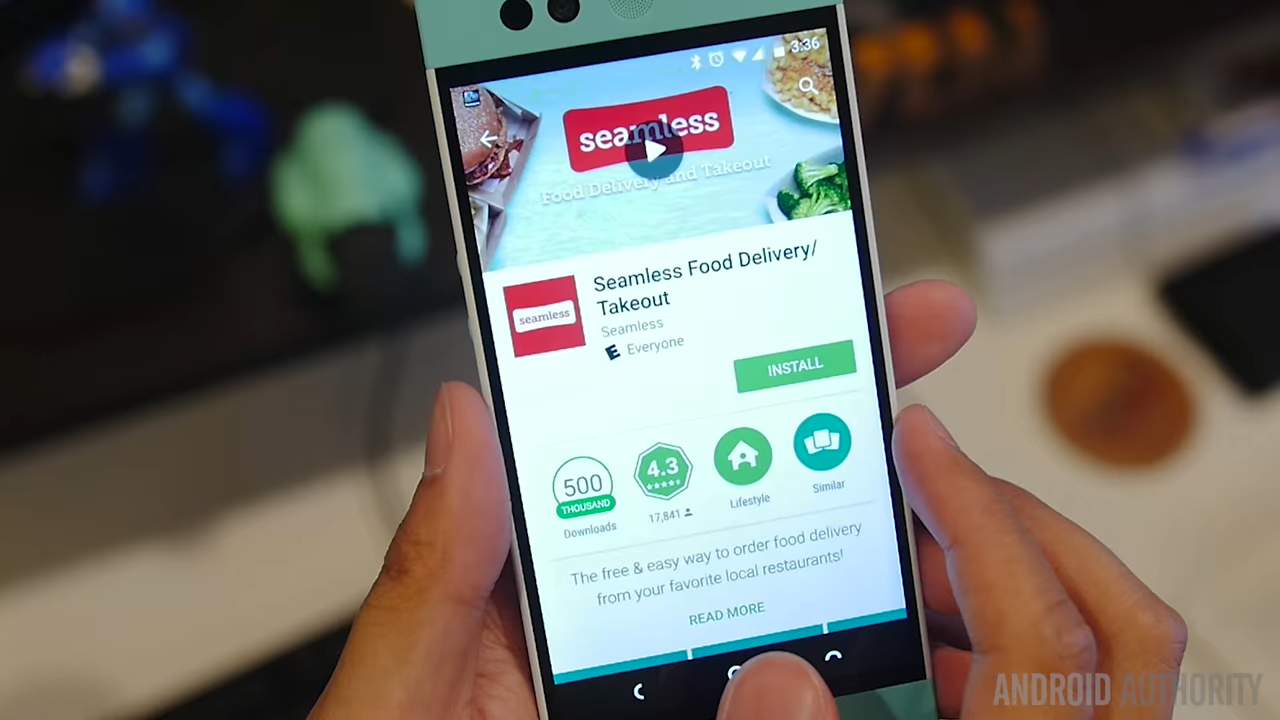 3:36
seamless
Food Delivery and Takeout
seamless
Seamless Food Delivery/
Takeout
Seamless
E Everyone
INSTALL
500
THOUSAND
Downloads
4.3
17,841
Lifestyle
Similar
The free & easy way to order food delivery
from your favorite local restaurants!
READ MORE
ANDROID AUTHORITY